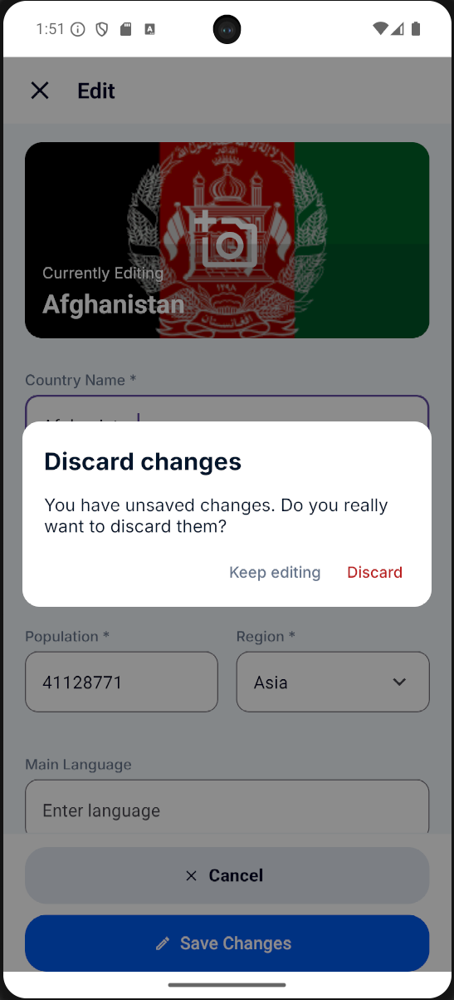 1:51
Edit
Currently Editing
Afghanistan
Country Name *
Discard changes
You have unsaved changes. Do you really
want to discard them?
Keep editing
Discard
Population *
Region *
41128771
Asia
Main Language
Enter language
Cancel
Save Changes